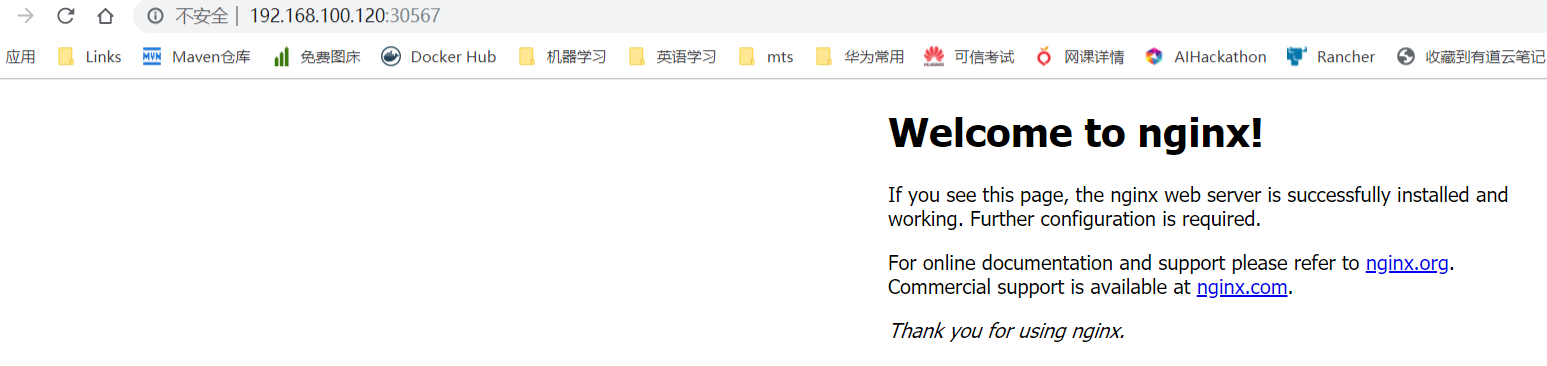 不安全 | 192.168.100.120:30567
应用 Links Maven仓库 免费图床 Docker Hub 机器学习 英语学习 mts 华为常用 可信考试 网课详情 AIHackathon Rancher 收藏到有道云笔记
Welcome to nginx!
If you see this page, the nginx web server is successfully installed and
working. Further configuration is required.
For online documentation and support please refer to nginx.org.
Commercial support is available at nginx.com.
Thank you for using nginx.